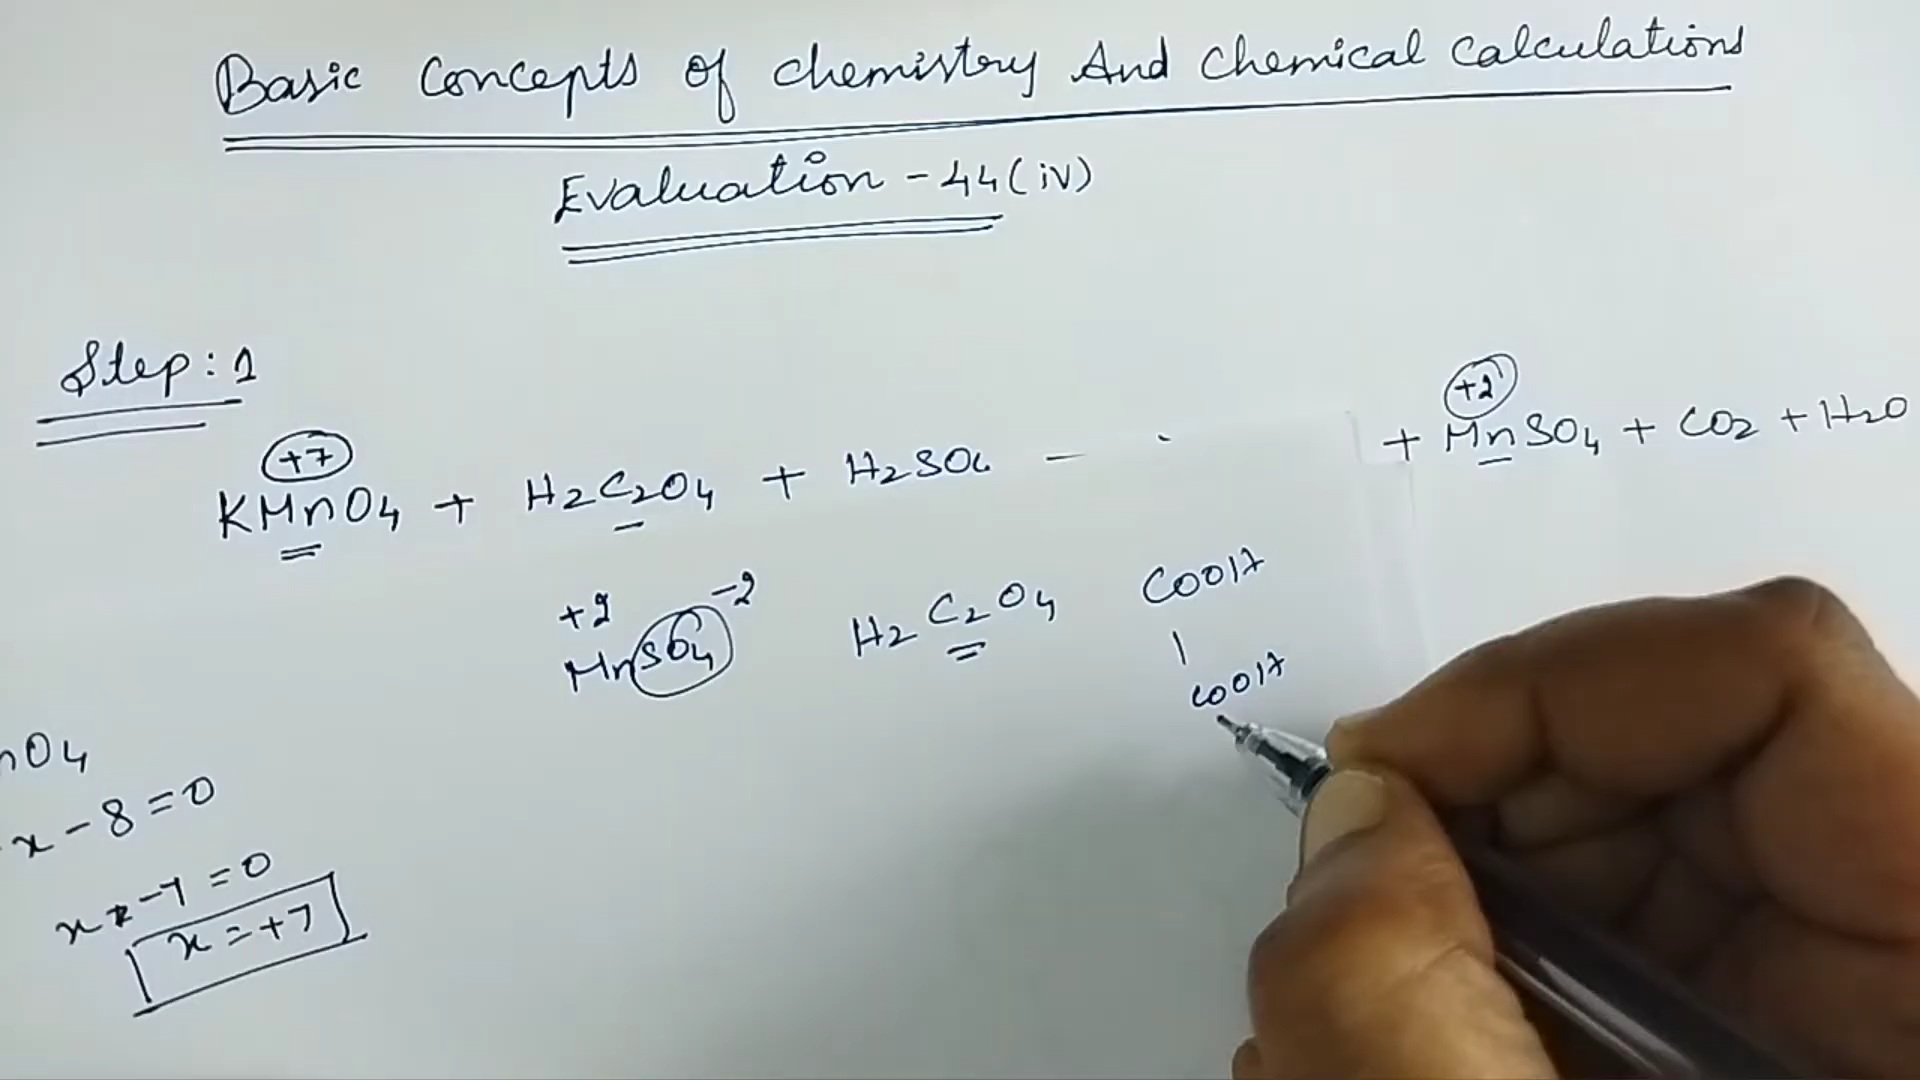 Basic Concepts of chemistry And Chemical Calculations
Evaluation - 44 (iv)
Step : 1
+7
+2
KMnO4 + H2C2O4 + H2SO4 — + MnSO4 + CO2 + H2O
+2 -2
MnSO4 H2C2O4 COOH
|
COOH
nO4
x - 8 = 0
x - 7 = 0
x = +7